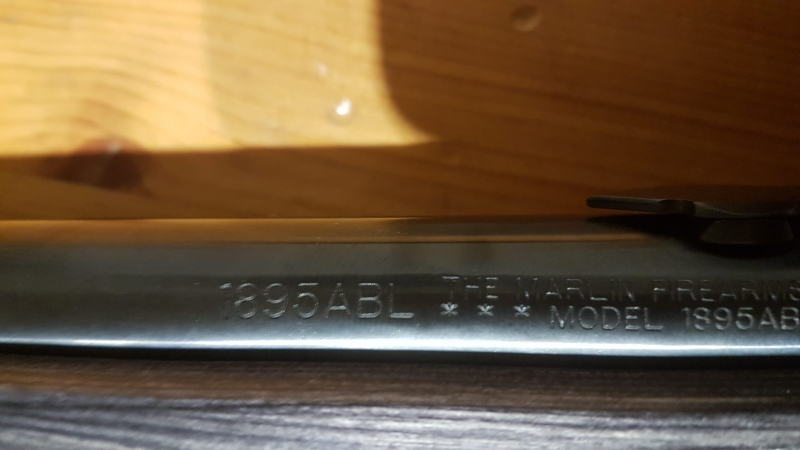 1895ABL
THE MARLIN FIREARMS
* * * MODEL 1895AB